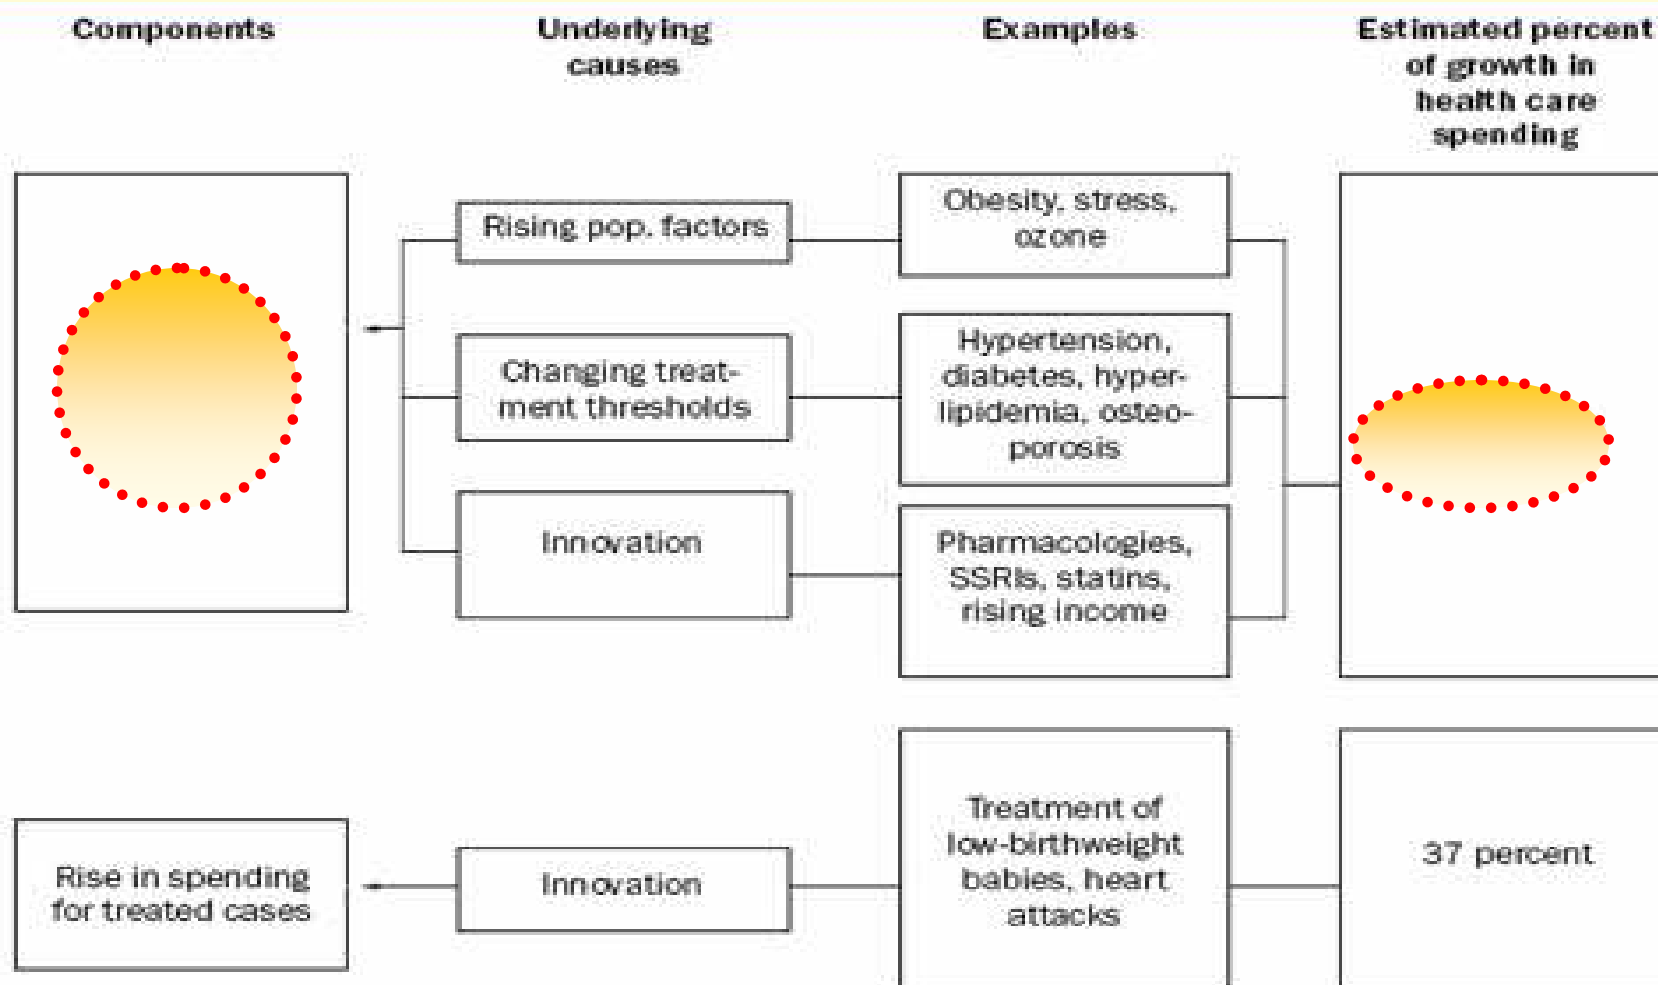 Components
Underlying
causes
Examples
Estimated percent
of growth in
health care
spending
Rising pop. factors
Obesity, stress,
ozone
Changing treat-
ment thresholds
Hypertension,
diabetes, hyper-
lipidemia, osteo-
porosis
Innovation
Pharmacologies,
SSRIs, statins,
rising income
Rise in spending
for treated cases
Innovation
Treatment of
low-birthweight
babies, heart
attacks
37 percent